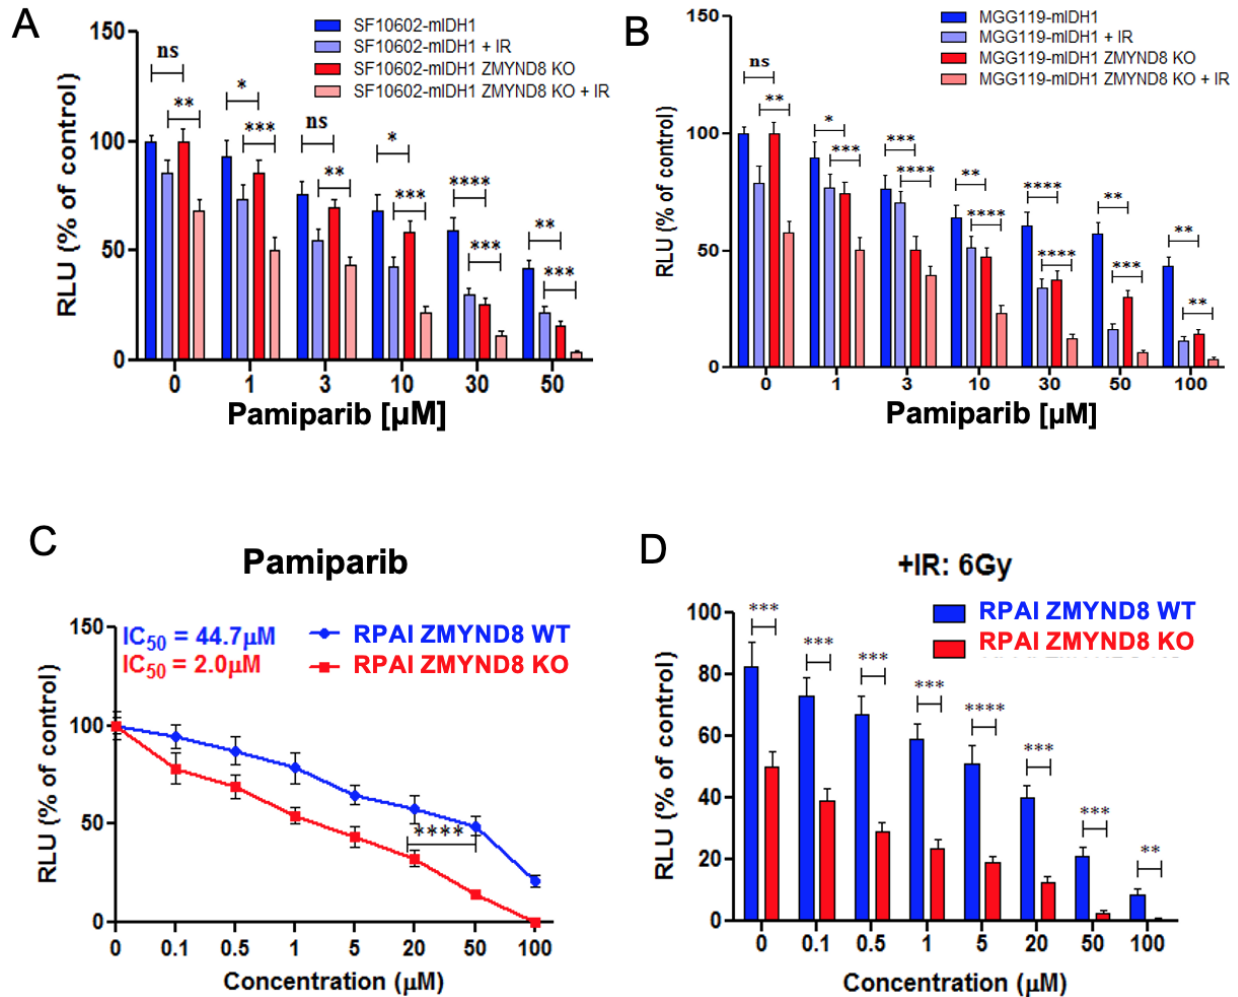 A
SF10602-mIDH1
SF10602-mIDH1 + IR
SF10602-mIDH1 ZMYND8 KO
SF10602-mIDH1 ZMYND8 KO + IR
150
100
50
0
RLU (% of control)
ns
**
*
***
ns
**
*
***
****
***
**
***
0 1 3 10 30 50
Pamiparib [µM]
B
MGG119-mIDH1
MGG119-mIDH1 + IR
MGG119-mIDH1 ZMYND8 KO
MGG119-mIDH1 ZMYND8 KO + IR
150
100
50
0
RLU (% of control)
ns
**
*
***
***
****
**
****
****
****
**
***
**
**
0 1 3 10 30 50 100
Pamiparib [µM]
C
Pamiparib
IC50 = 44.7µM
IC50 = 2.0µM
RPAI ZMYND8 WT
RPAI ZMYND8 KO
150
100
50
0
RLU (% of control)
****
0 0.1 0.5 1 5 20 50 100
Concentration (µM)
D
+IR: 6Gy
RPAI ZMYND8 WT
RPAI ZMYND8 KO
100
80
60
40
20
0
RLU (% of control)
***
***
***
***
****
***
***
**
0 0.1 0.5 1 5 20 50 100
Concentration (µM)